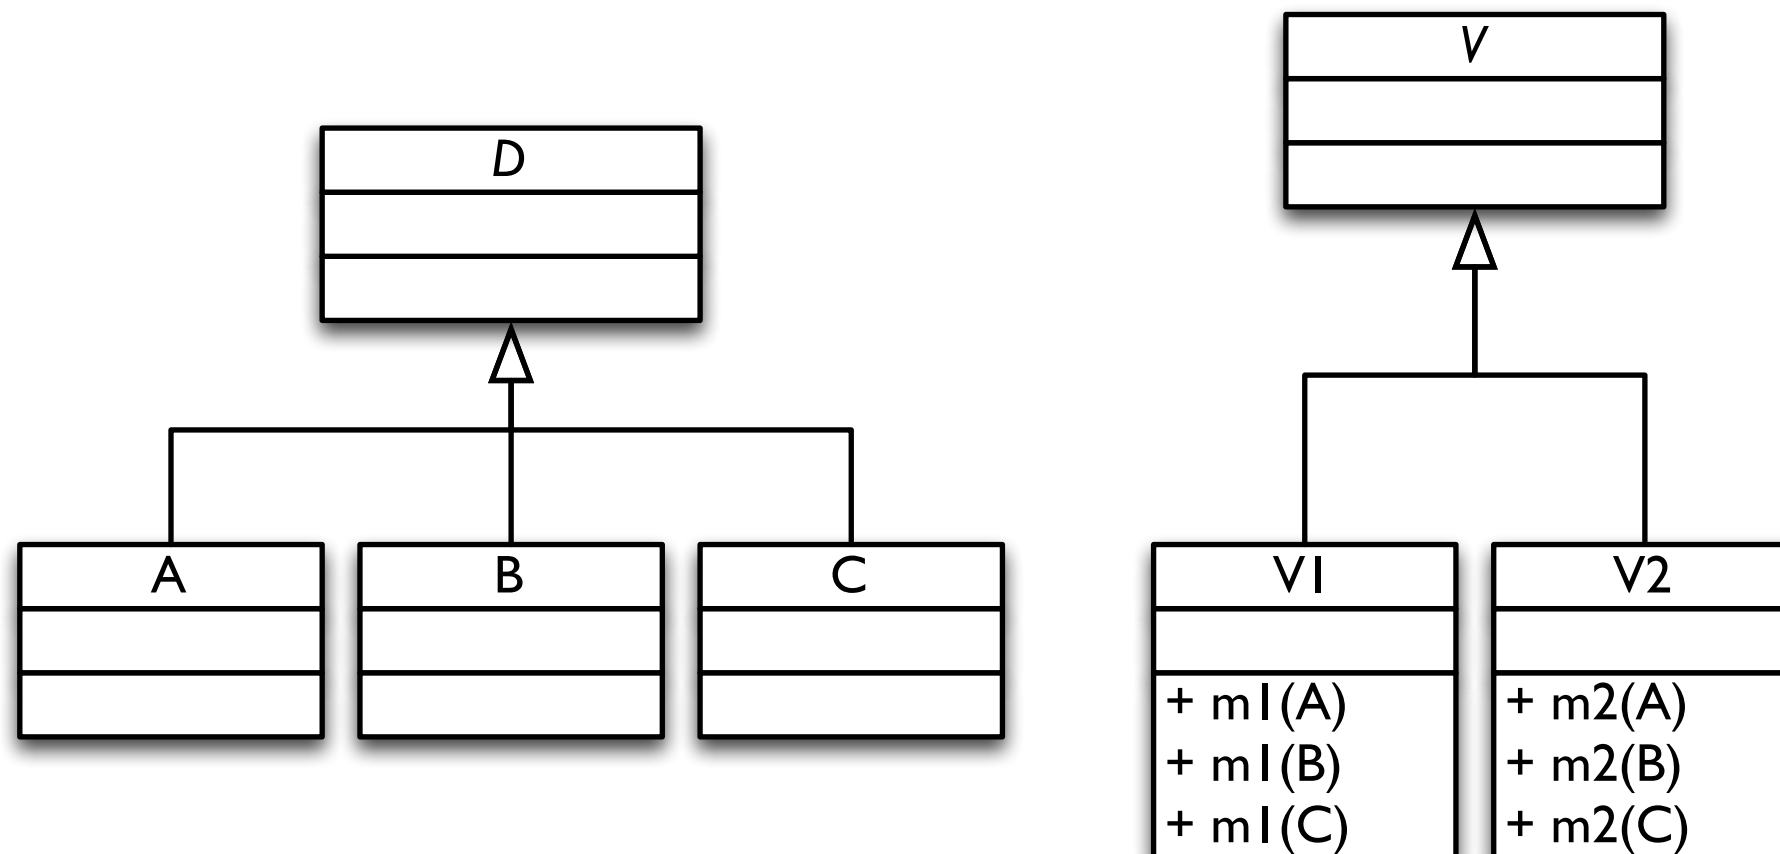 V
D
A
B
C
V1
V2
+ m1(A)
+ m1(B)
+ m1(C)
+ m2(A)
+ m2(B)
+ m2(C)